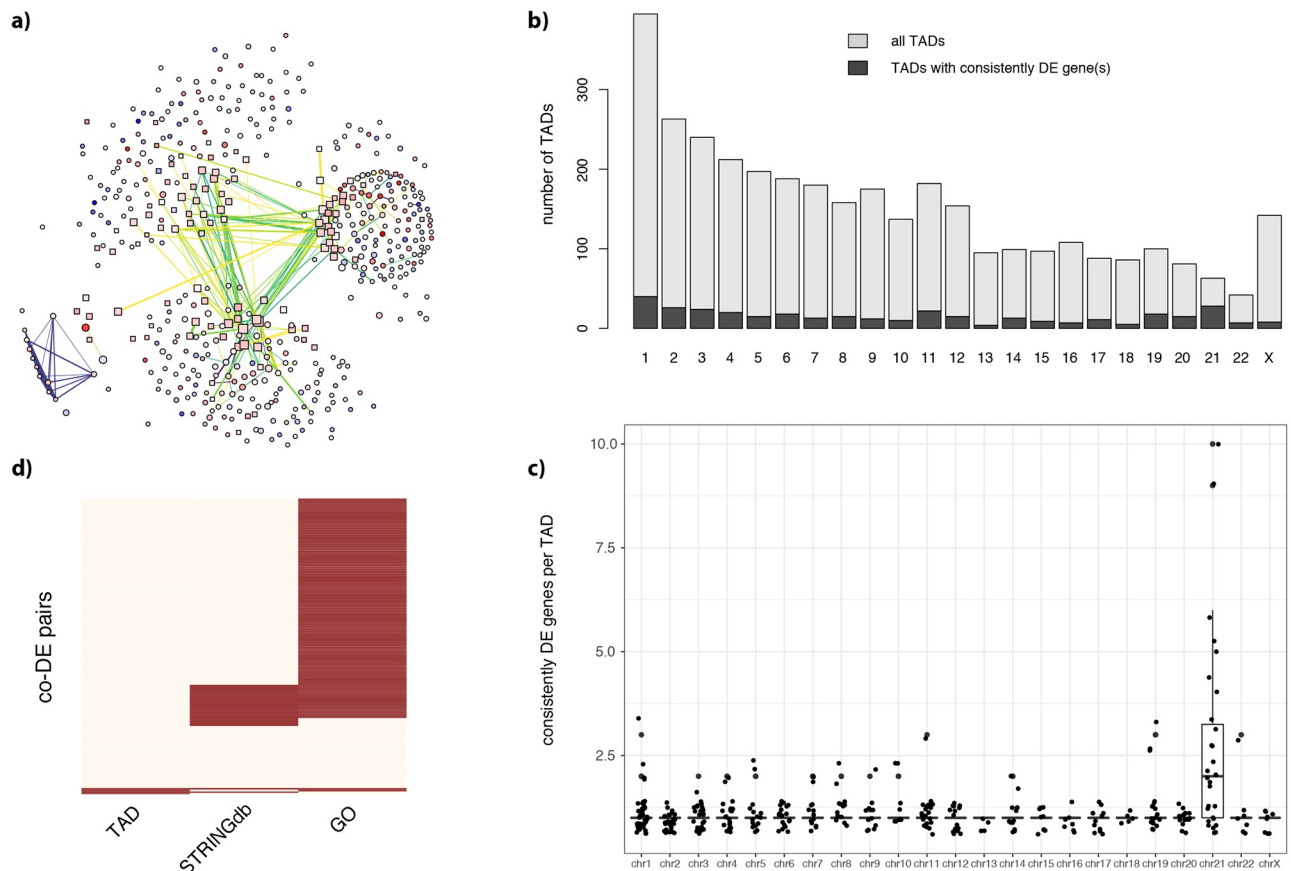 a)
b)
all TADs
TADs with consistently DE gene(s)
number of TADs
300
200
100
0
1 2 3 4 5 6 7 8 9 10 11 12 13 14 15 16 17 18 19 20 21 22 X
d)
co-DE pairs
TAD STRINGdb GO
c)
consistently DE genes per TAD
10.0
7.5
5.0
2.5
chr1 chr2 chr3 chr4 chr5 chr6 chr7 chr8 chr9 chr10 chr11 chr12 chr13 chr14 chr15 chr16 chr17 chr18 chr19 chr20 chr21 chr22 chrX